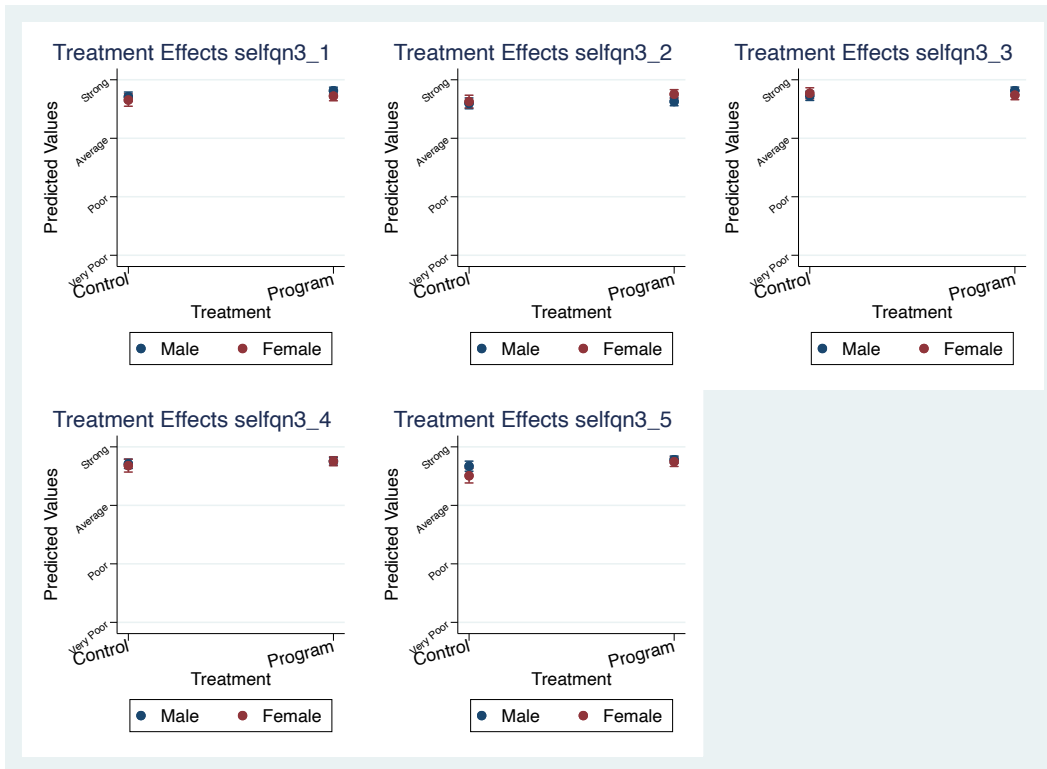 Treatment Effects selfqn3_1
Predicted Values
Strong
Average
Poor
Very Poor
Control
Program
Treatment
Male
Female
Treatment Effects selfqn3_2
Predicted Values
Strong
Average
Poor
Very Poor
Control
Program
Treatment
Male
Female
Treatment Effects selfqn3_3
Predicted Values
Strong
Average
Poor
Very Poor
Control
Program
Treatment
Male
Female
Treatment Effects selfqn3_4
Predicted Values
Strong
Average
Poor
Very Poor
Control
Program
Treatment
Male
Female
Treatment Effects selfqn3_5
Predicted Values
Strong
Average
Poor
Very Poor
Control
Program
Treatment
Male
Female